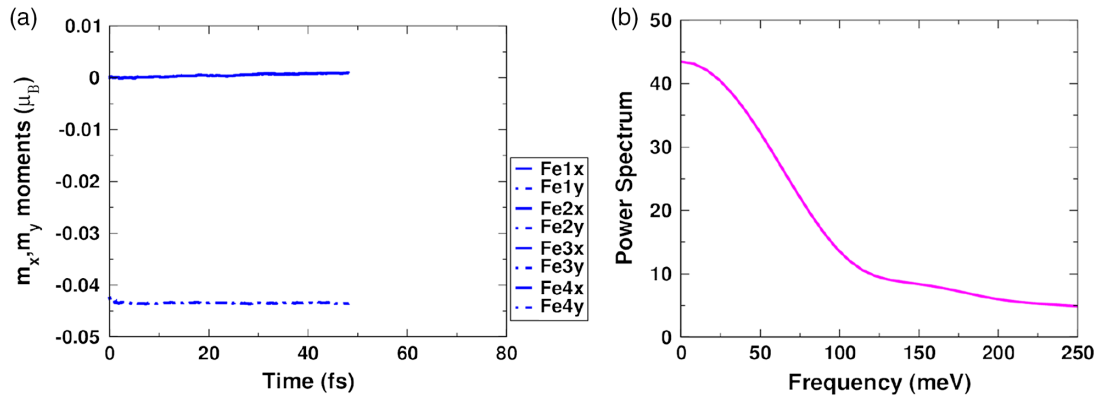 (a)
0.01
0
-0.01
-0.02
-0.03
-0.04
-0.05
mx,my moments (μB)
0 20 40 60 80
Time (fs)
Fe1x
Fe1y
Fe2x
Fe2y
Fe3x
Fe3y
Fe4x
Fe4y
(b)
50
40
30
20
10
0
Power Spectrum
0 50 100 150 200 250
Frequency (meV)